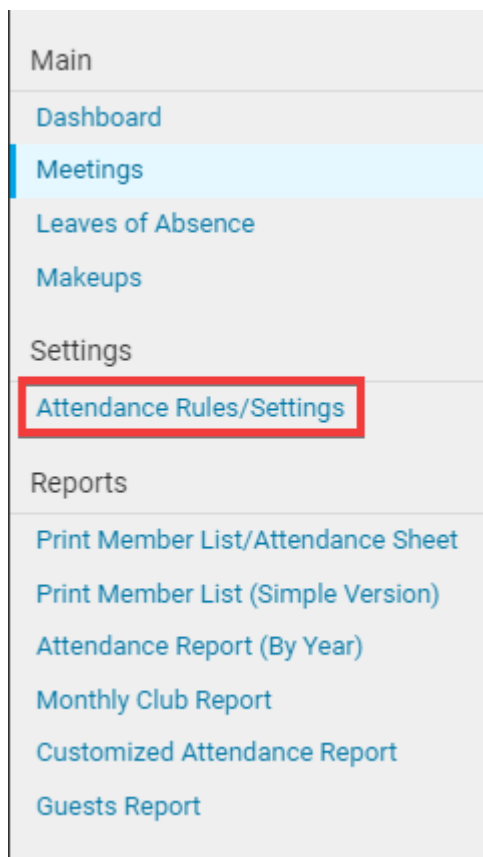 Main
Dashboard
Meetings
Leaves of Absence
Makeups
Settings
Attendance Rules/Settings
Reports
Print Member List/Attendance Sheet
Print Member List (Simple Version)
Attendance Report (By Year)
Monthly Club Report
Customized Attendance Report
Guests Report